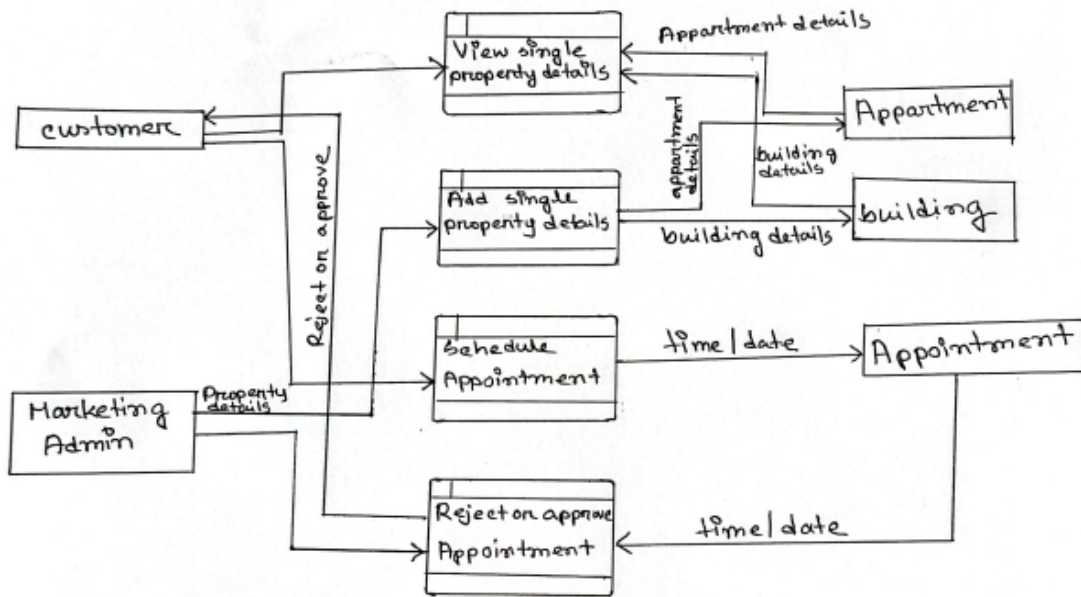 Appartment details
View single
property details
customer
Appartment
appartment
details
building
details
Reject or approve
Add single
property details
building
building details
Schedule
Appointment
time/date
Appointment
Property
details
Marketing
Admin
Reject or approve
Appointment
time/date